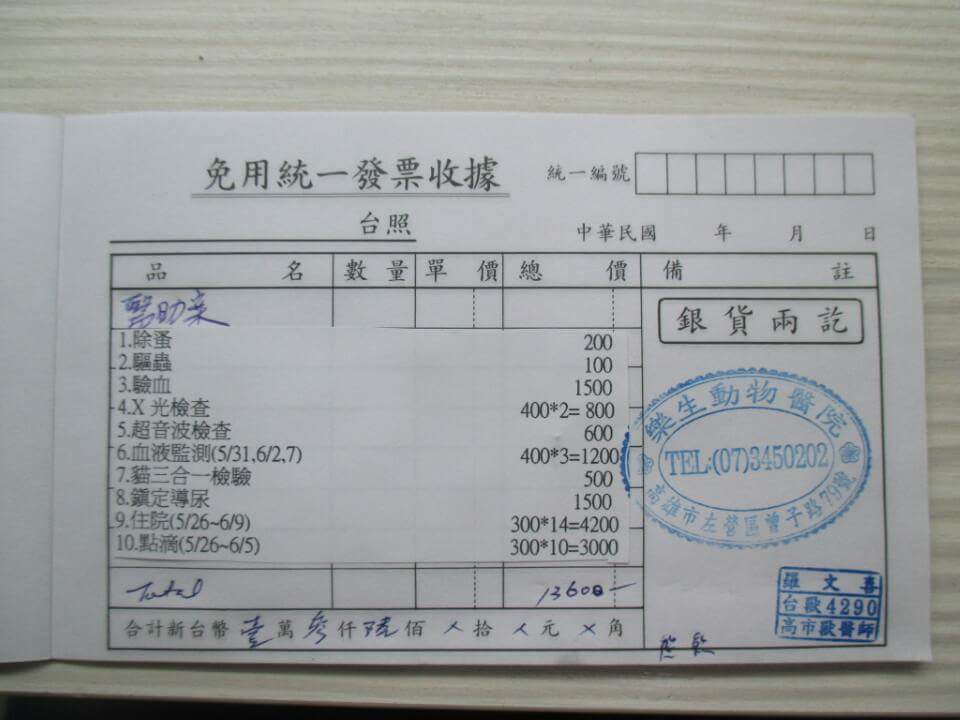 免用統一發票收據
統一編號
台照
中華民國 年 月 日
品名 數量 單價 總價 備註
醫助案
銀貨兩訖
1.除蚤 200
2.驅蟲 100
3.驗血 1500
4.X 光檢查 400*2= 800
5.超音波檢查 600
6.血液監測(5/31,6/2,7) 400*3=1200
7.貓三合一檢驗 500
8.鎮定導尿 1500
9.住院(5/26~6/9) 300*14=4200
10.點滴(5/26~6/5) 300*10=3000
樂生動物醫院
TEL:(07)3450202
高雄市左營區曾子路79號
Total 13600-
羅文喜
台獸4290
高市獸醫師
合計新台幣 壹 萬 參 仟 陸 佰 × 拾 × 元 × 角